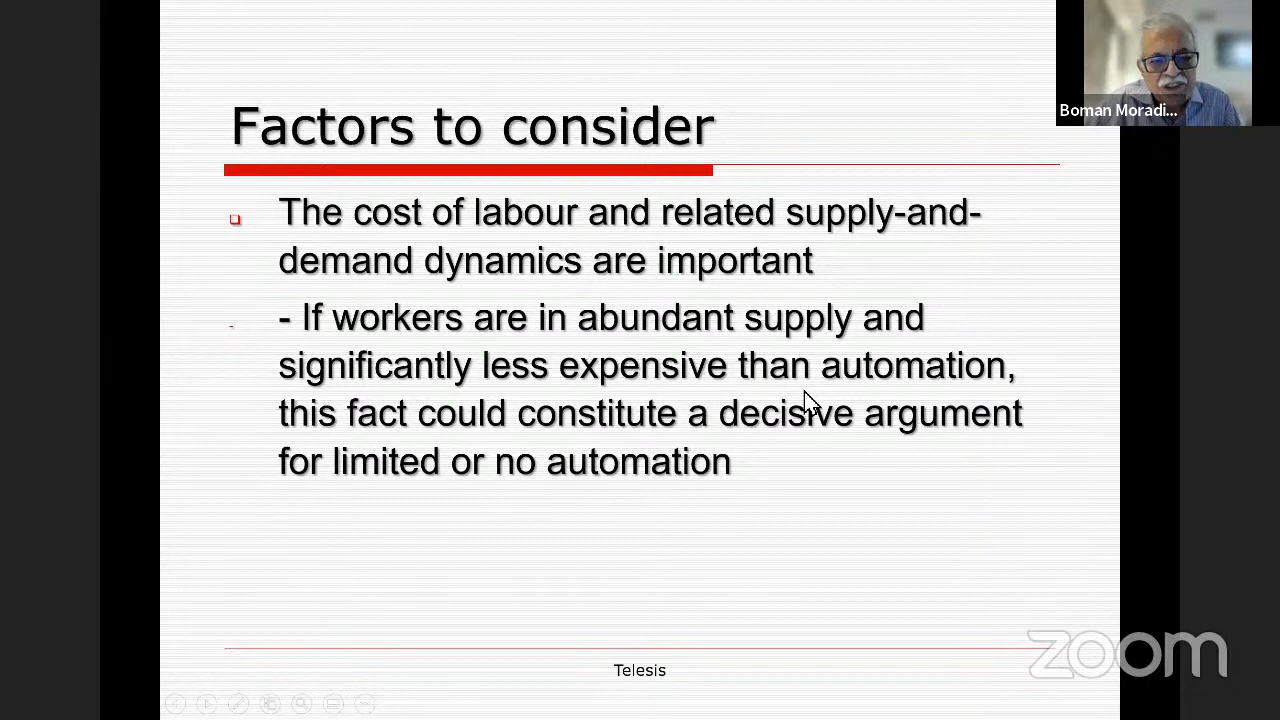 Factors to consider
Boman Moradi...
The cost of labour and related supply-and-
demand dynamics are important
- If workers are in abundant supply and
significantly less expensive than automation,
this fact could constitute a decisive argument
for limited or no automation
zoom
Telesis